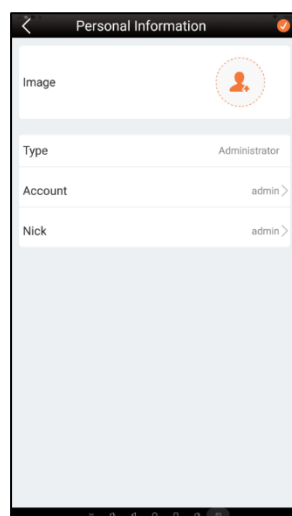 Personal Information
Image
Type Administrator
Account admin
Nick admin